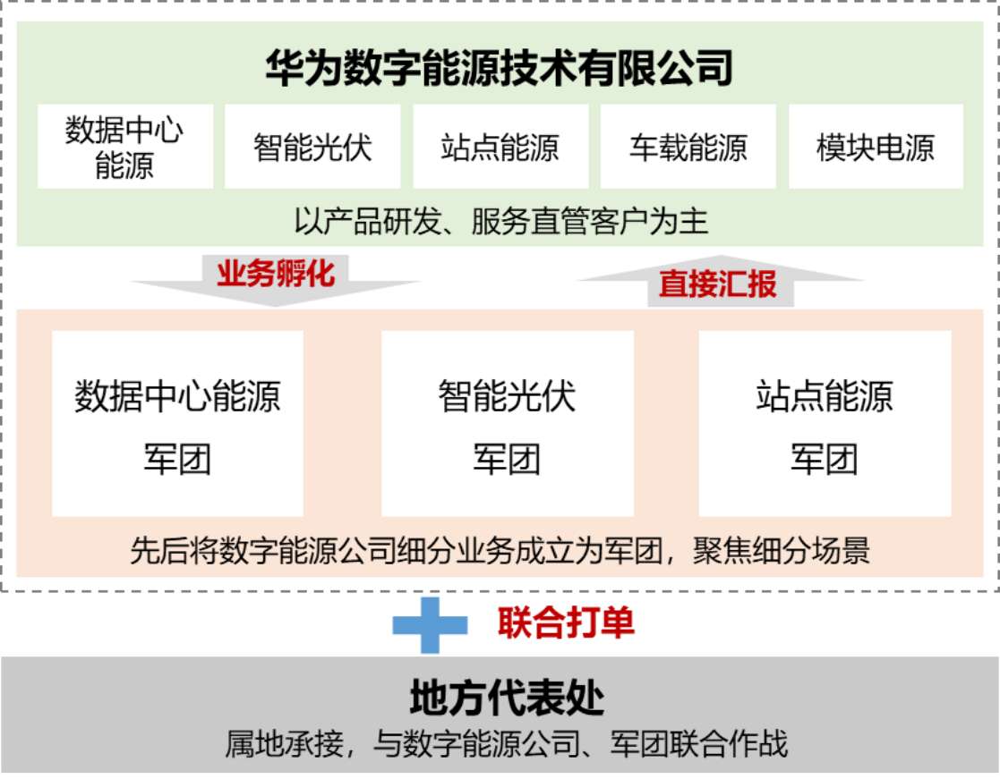 华为数字能源技术有限公司
数据中心
能源
智能光伏
站点能源
车载能源
模块电源
以产品研发、服务直管客户为主
业务孵化
直接汇报
数据中心能源
军团
智能光伏
军团
站点能源
军团
先后将数字能源公司细分业务成立为军团，聚焦细分场景
联合打单
地方代表处
属地承接，与数字能源公司、军团联合作战